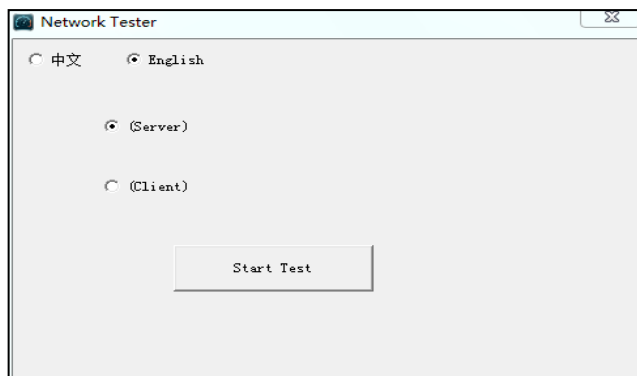 Network Tester
中文 English
(Server)
(Client)
Start Test